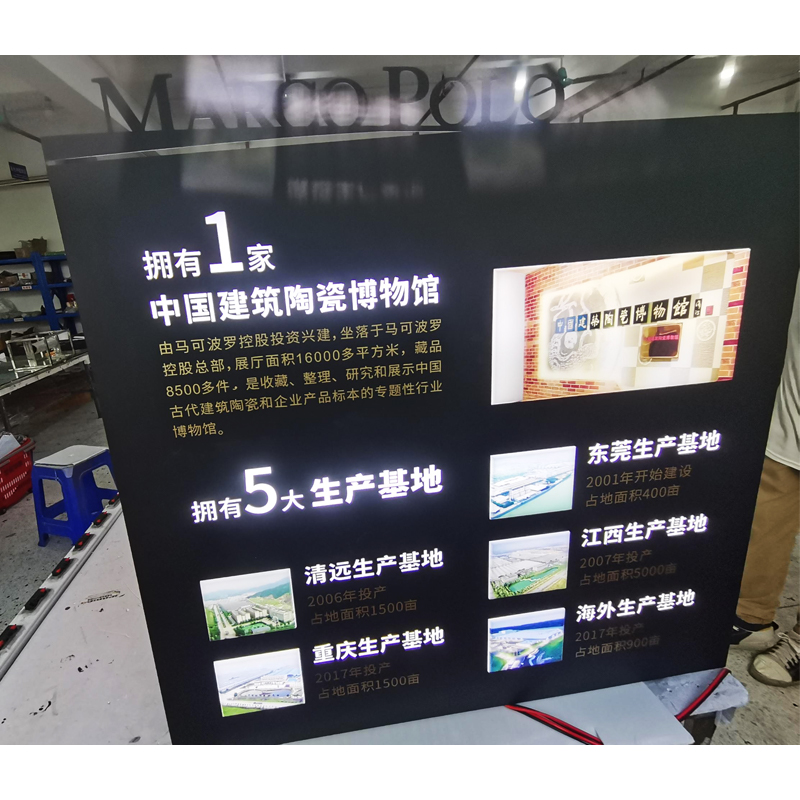 MARCO POLO
拥有1家
中国建筑陶瓷博物馆
由马可波罗控股投资兴建，坐落于马可波罗
控股总部，展厅面积16000多平方米，藏品
8500多件，是收藏、整理、研究和展示中国
古代建筑陶瓷和企业产品标本的专题性行业
博物馆。
中国建筑陶瓷博物馆
拥有5大生产基地
清远生产基地
2006年投产
占地面积1500亩
重庆生产基地
2017年投产
占地面积1500亩
东莞生产基地
2001年开始建设
占地面积400亩
江西生产基地
2007年投产
占地面积5000亩
海外生产基地
2017年投产
占地面积900亩